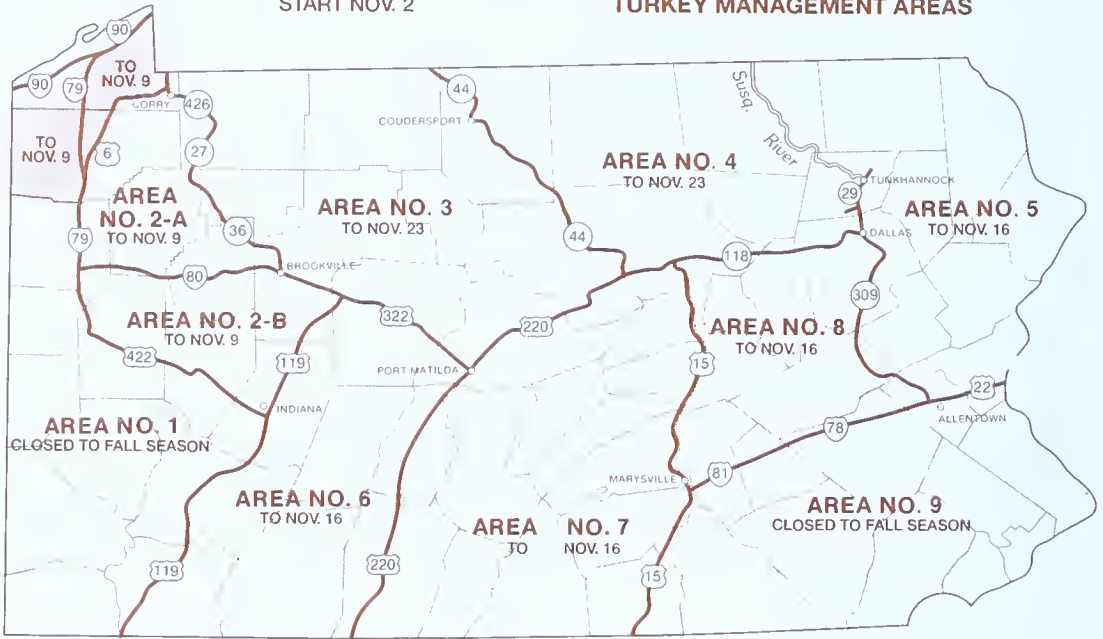 START NOV. 2
TURKEY MANAGEMENT AREAS
90
90
79
TO
NOV. 9
CORRY
426
44
COUDERSPORT
Susq.
River
TO
NOV. 9
6
27
AREA NO. 4
TO NOV. 23
TUNKHANNOCK
29
AREA
NO. 2-A
TO NOV. 9
AREA NO. 3
TO NOV. 23
AREA NO. 5
TO NOV. 16
79
36
44
DALLAS
118
BROOKVILLE
80
309
AREA NO. 2-B
TO NOV. 9
322
220
AREA NO. 8
TO NOV. 16
422
119
PORT MATILDA
15
22
INDIANA
ALLENTOWN
AREA NO. 1
CLOSED TO FALL SEASON
78
MARYSVILLE
81
AREA NO. 6
TO NOV. 16
AREA NO. 7
TO NOV. 16
AREA NO. 9
CLOSED TO FALL SEASON
119
220
15